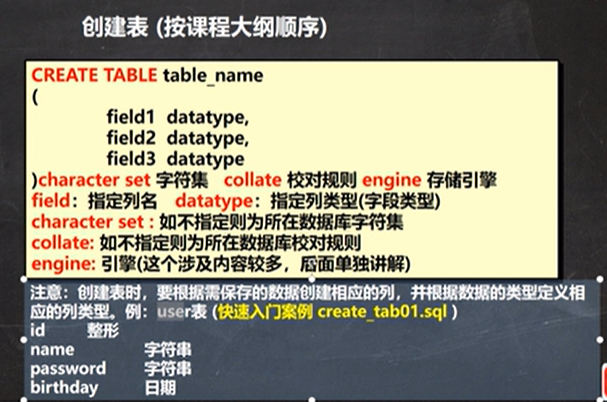 创建表 (按课程大纲顺序)
CREATE TABLE table_name
(
field1 datatype,
field2 datatype,
field3 datatype
)character set 字符集 collate 校对规则 engine 存储引擎
field：指定列名 datatype：指定列类型(字段类型)
character set : 如不指定则为所在数据库字符集
collate: 如不指定则为所在数据库校对规则
engine: 引擎(这个涉及内容较多，后面单独讲解)
注意：创建表时，要根据需保存的数据创建相应的列，并根据数据的类型定义相
应的列类型。例：user表 (快速入门案例 create_tab01.sql )
id 整形
name 字符串
password 字符串
birthday 日期